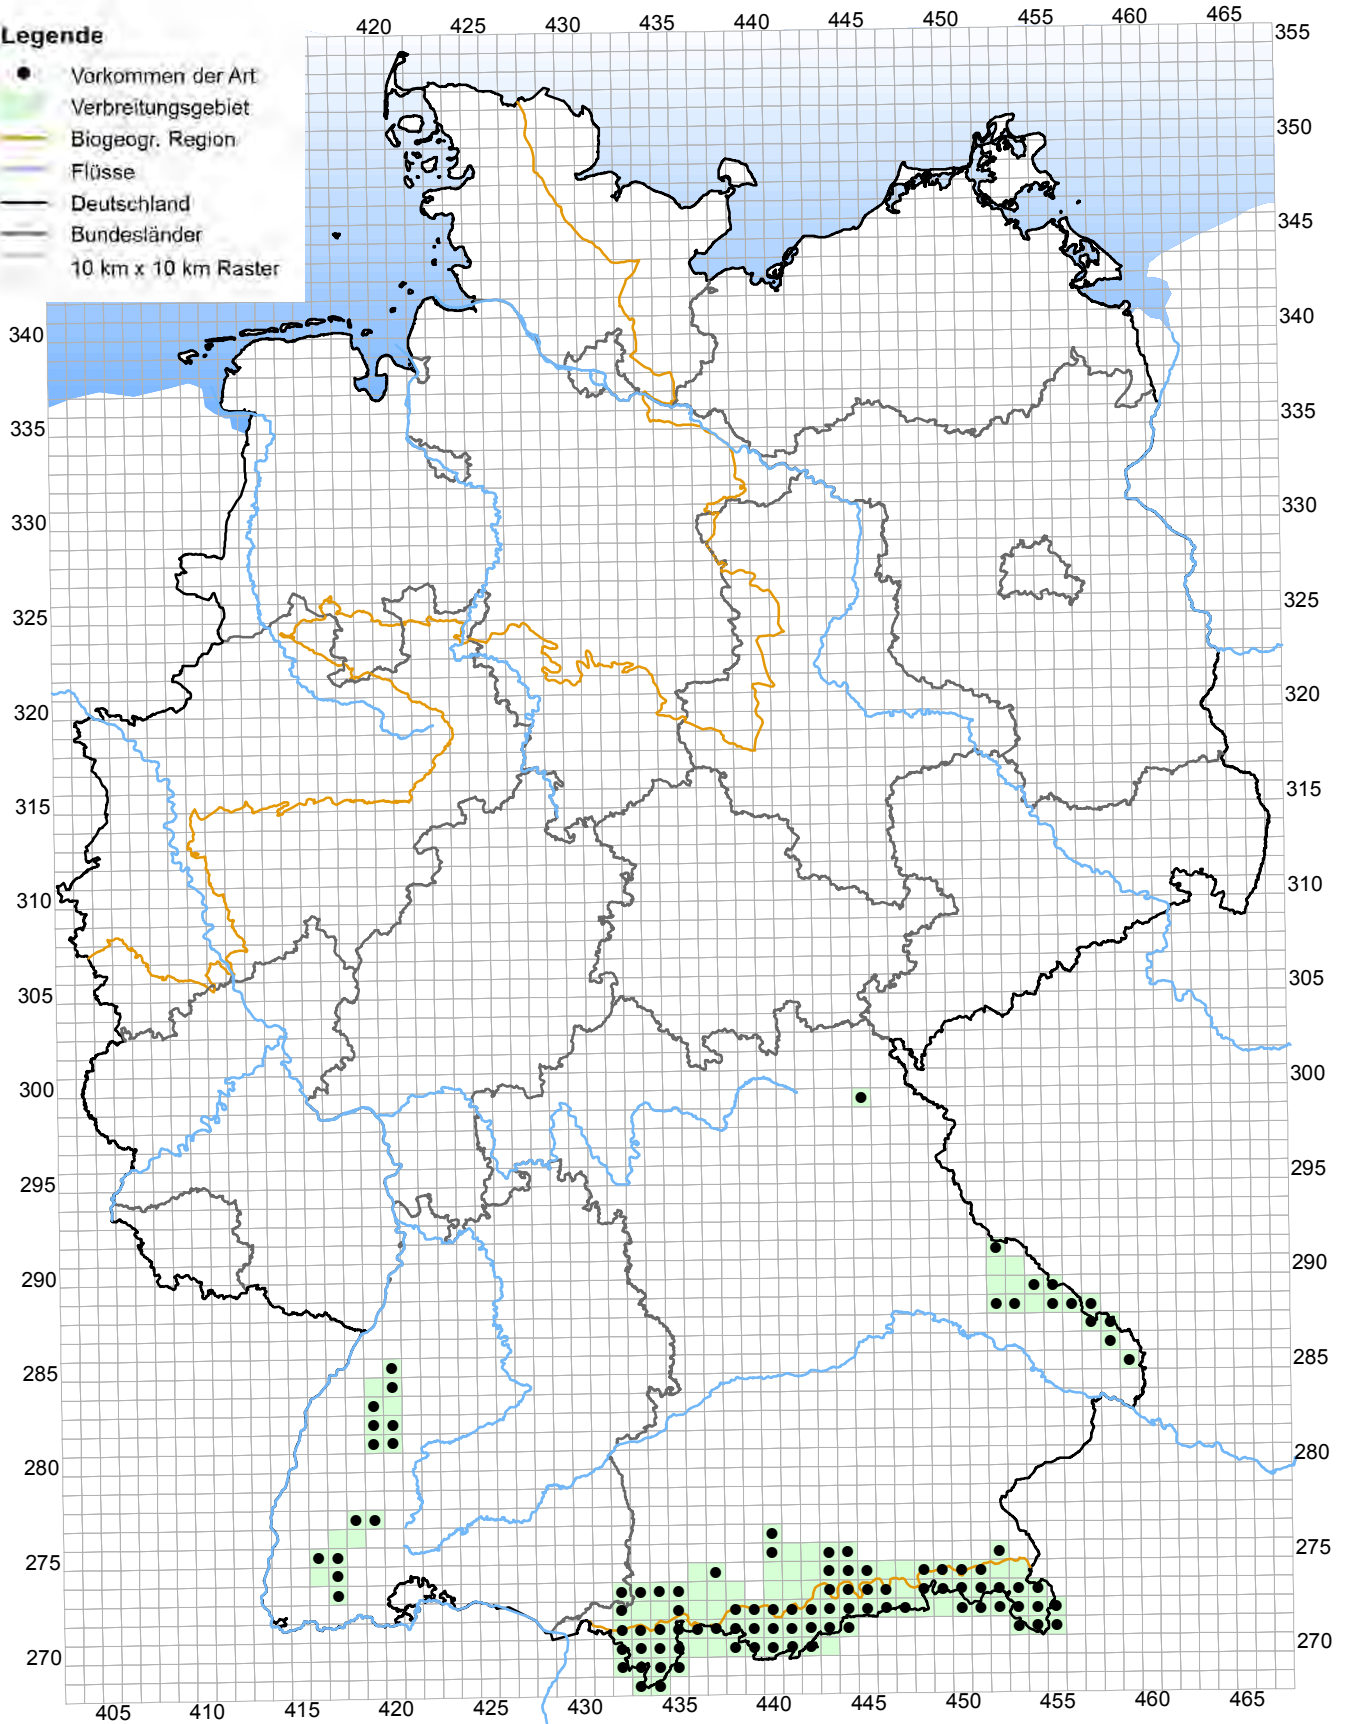 420 425 430 435 440 445 450 455 460 465
355
Legende
Vorkommen der Art
Verbreitungsgebiet
Biogeogr. Region
Flüsse
Deutschland
Bundesländer
10 km x 10 km Raster
350
345
340 340
335 335
330 330
325 325
320 320
315 315
310 310
305 305
300 300
295 295
290 290
285 285
280 280
275 275
270 270
405 410 415 420 425 430 435 440 445 450 455 460 465